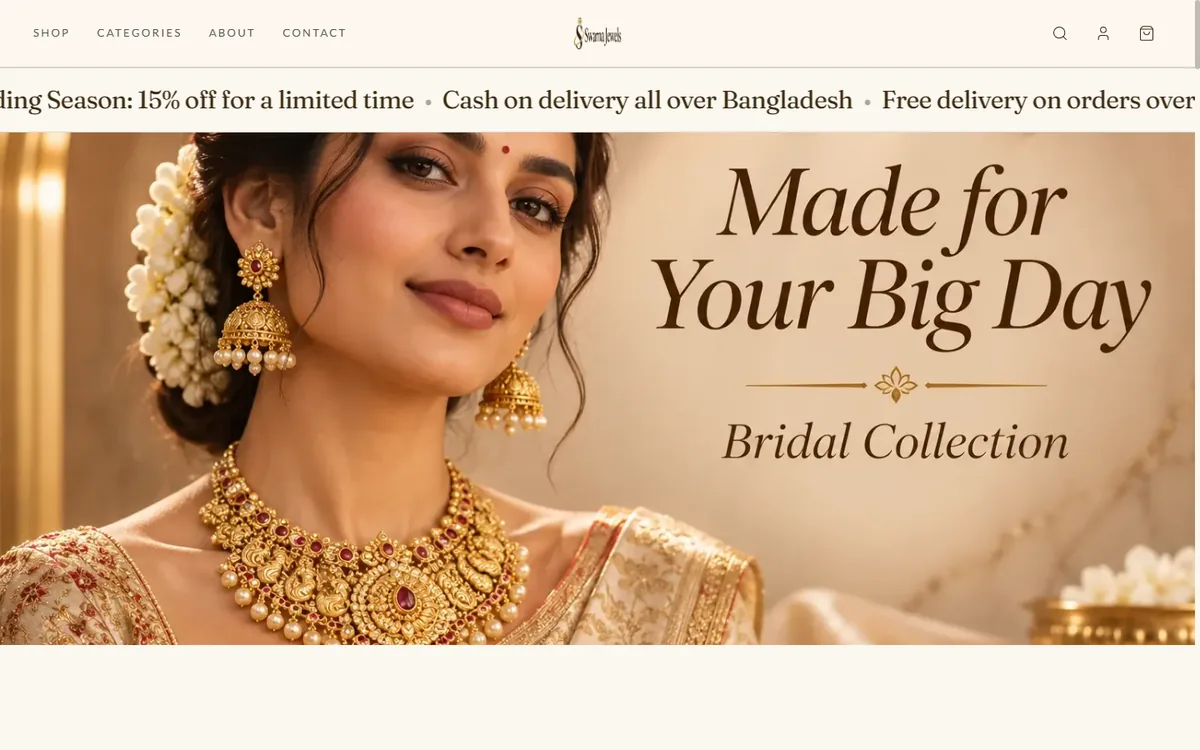 SHOP CATEGORIES ABOUT CONTACT
Swarna Jewels
ding Season: 15% off for a limited time • Cash on delivery all over Bangladesh • Free delivery on orders over
Made for
Your Big Day
Bridal Collection